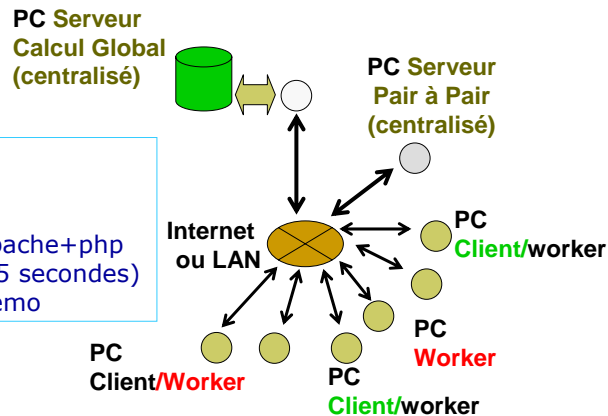 PC Serveur
Calcul Global
(centralisé)
PC Serveur
Pair à Pair
(centralisé)
+php
5 secondes)
Internet
ou LAN
PC
Client/worker
PC
Worker
PC
Client/Worker
PC
Client/worker